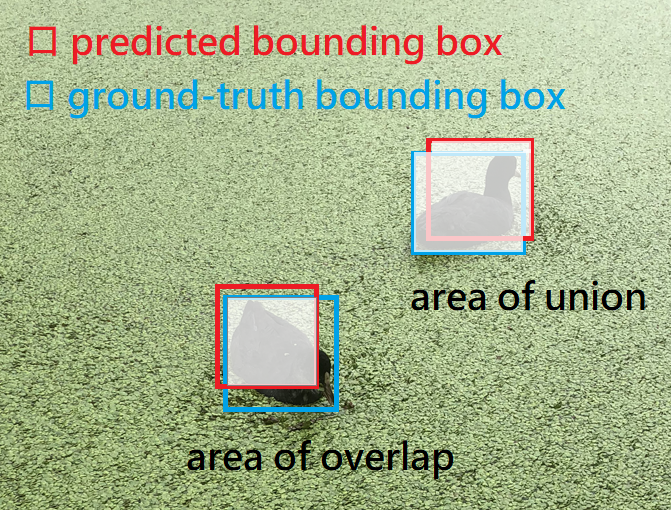 predicted bounding box
ground-truth bounding box
area of union
area of overlap